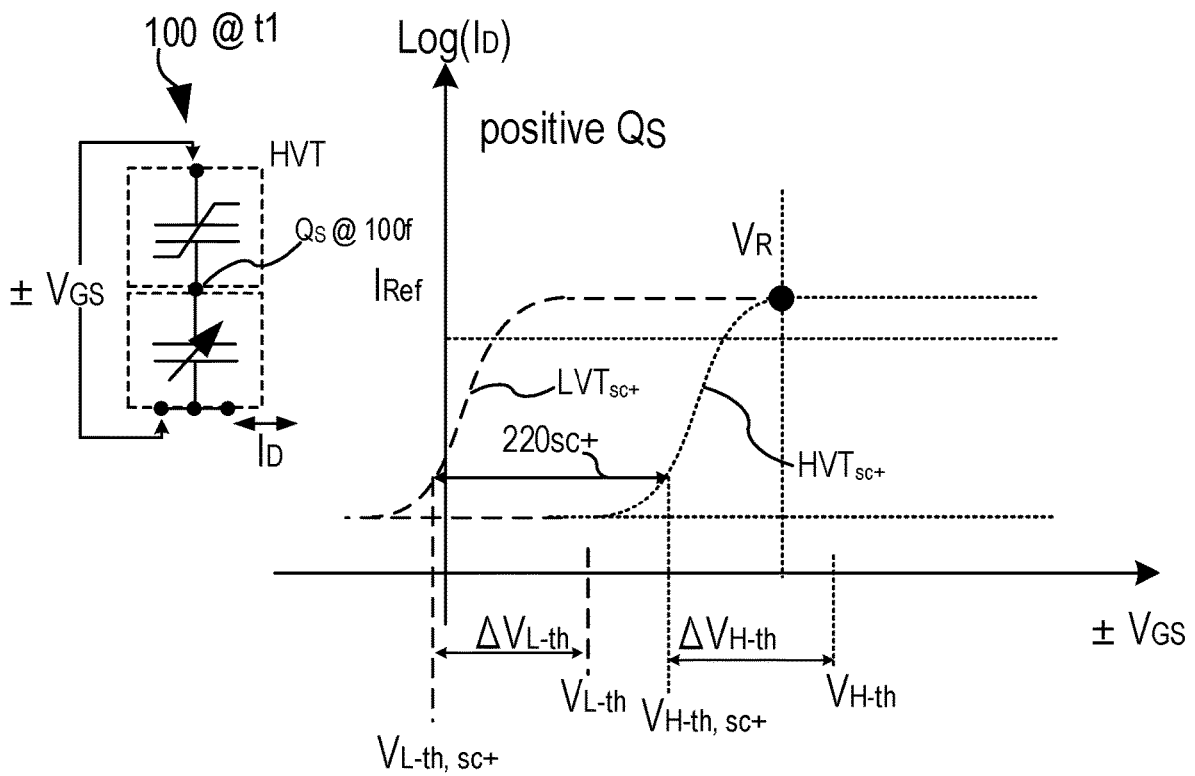 100 @ t1
Log(ID)
positive QS
HVT
QS @ 100f
± VGS
IRef
VR
LVTsc+
220sc+
HVTsc+
ID
± VGS
ΔVL-th
ΔVH-th
VL-th
VH-th, sc+
VH-th
VL-th, sc+